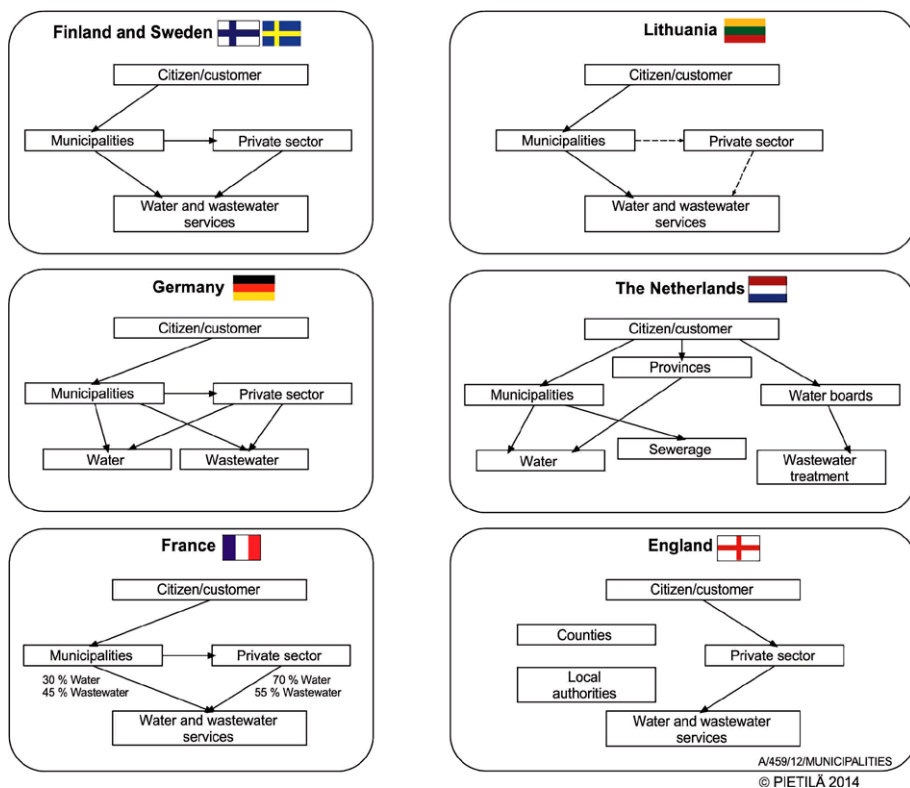 Finland and Sweden
Citizen/customer
Municipalities
Private sector
Water and wastewater
services
Lithuania
Citizen/customer
Municipalities
Private sector
Water and wastewater
services
Germany
Citizen/customer
Municipalities
Private sector
Water
Wastewater
The Netherlands
Citizen/customer
Provinces
Municipalities
Water boards
Water
Sewerage
Wastewater
treatment
France
Citizen/customer
Municipalities
Private sector
30 % Water
45 % Wastewater
70 % Water
55 % Wastewater
Water and wastewater
services
England
Citizen/customer
Counties
Private sector
Local
authorities
Water and wastewater
services
A/459/12/MUNICIPALITIES
© PIETILÄ 2014